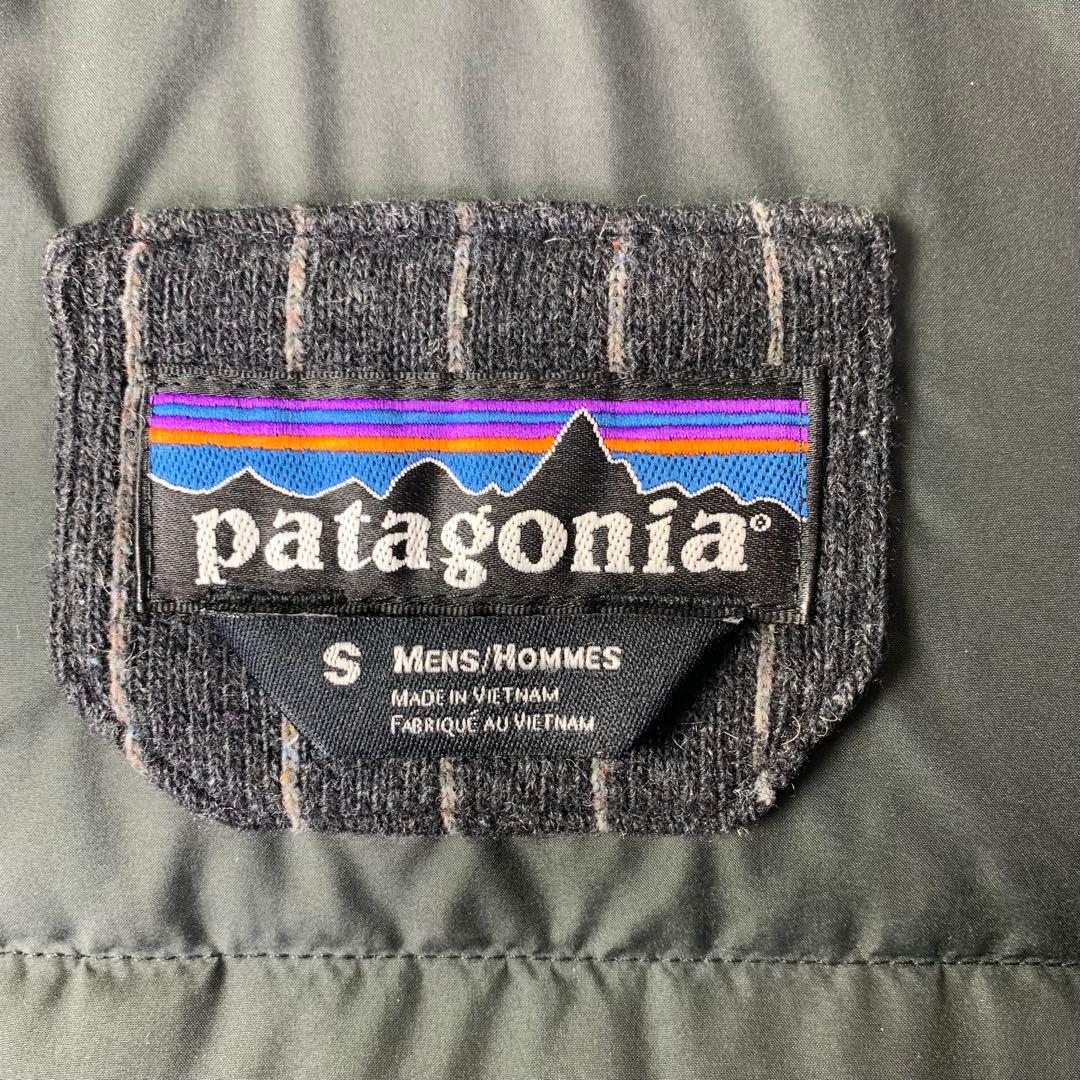 patagonia®
S MENS/HOMMES
MADE IN VIETNAM
FABRIQUÉ AU VIETNAM